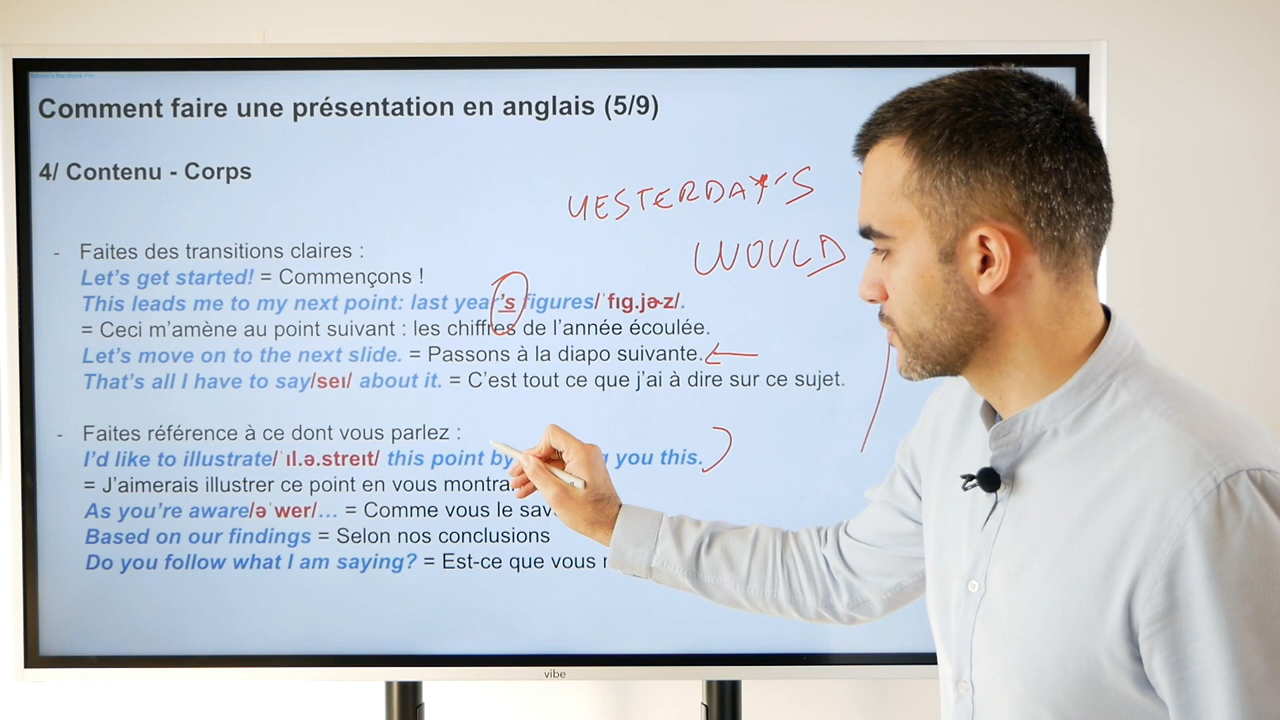 Comment faire une présentation en anglais (5/9)
4/ Contenu - Corps
YESTERDAY'S
WOULD
- Faites des transitions claires :
Let's get started! = Commençons !
This leads me to my next point: last year's figures/ˈfɪg.jɚz/.
= Ceci m'amène au point suivant : les chiffres de l'année écoulée.
Let's move on to the next slide. = Passons à la diapo suivante.
That's all I have to say/seɪ/ about it. = C'est tout ce que j'ai à dire sur ce sujet.
- Faites référence à ce dont vous parlez :
I'd like to illustrate/ˈɪl.ə.streɪt/ this point by you this.
= J'aimerais illustrer ce point en vous
As you're aware/əˈwer/… = Comme vous le
Based on our findings = Selon nos conclusions
Do you follow what I am saying? = Est-ce que vous
vibe